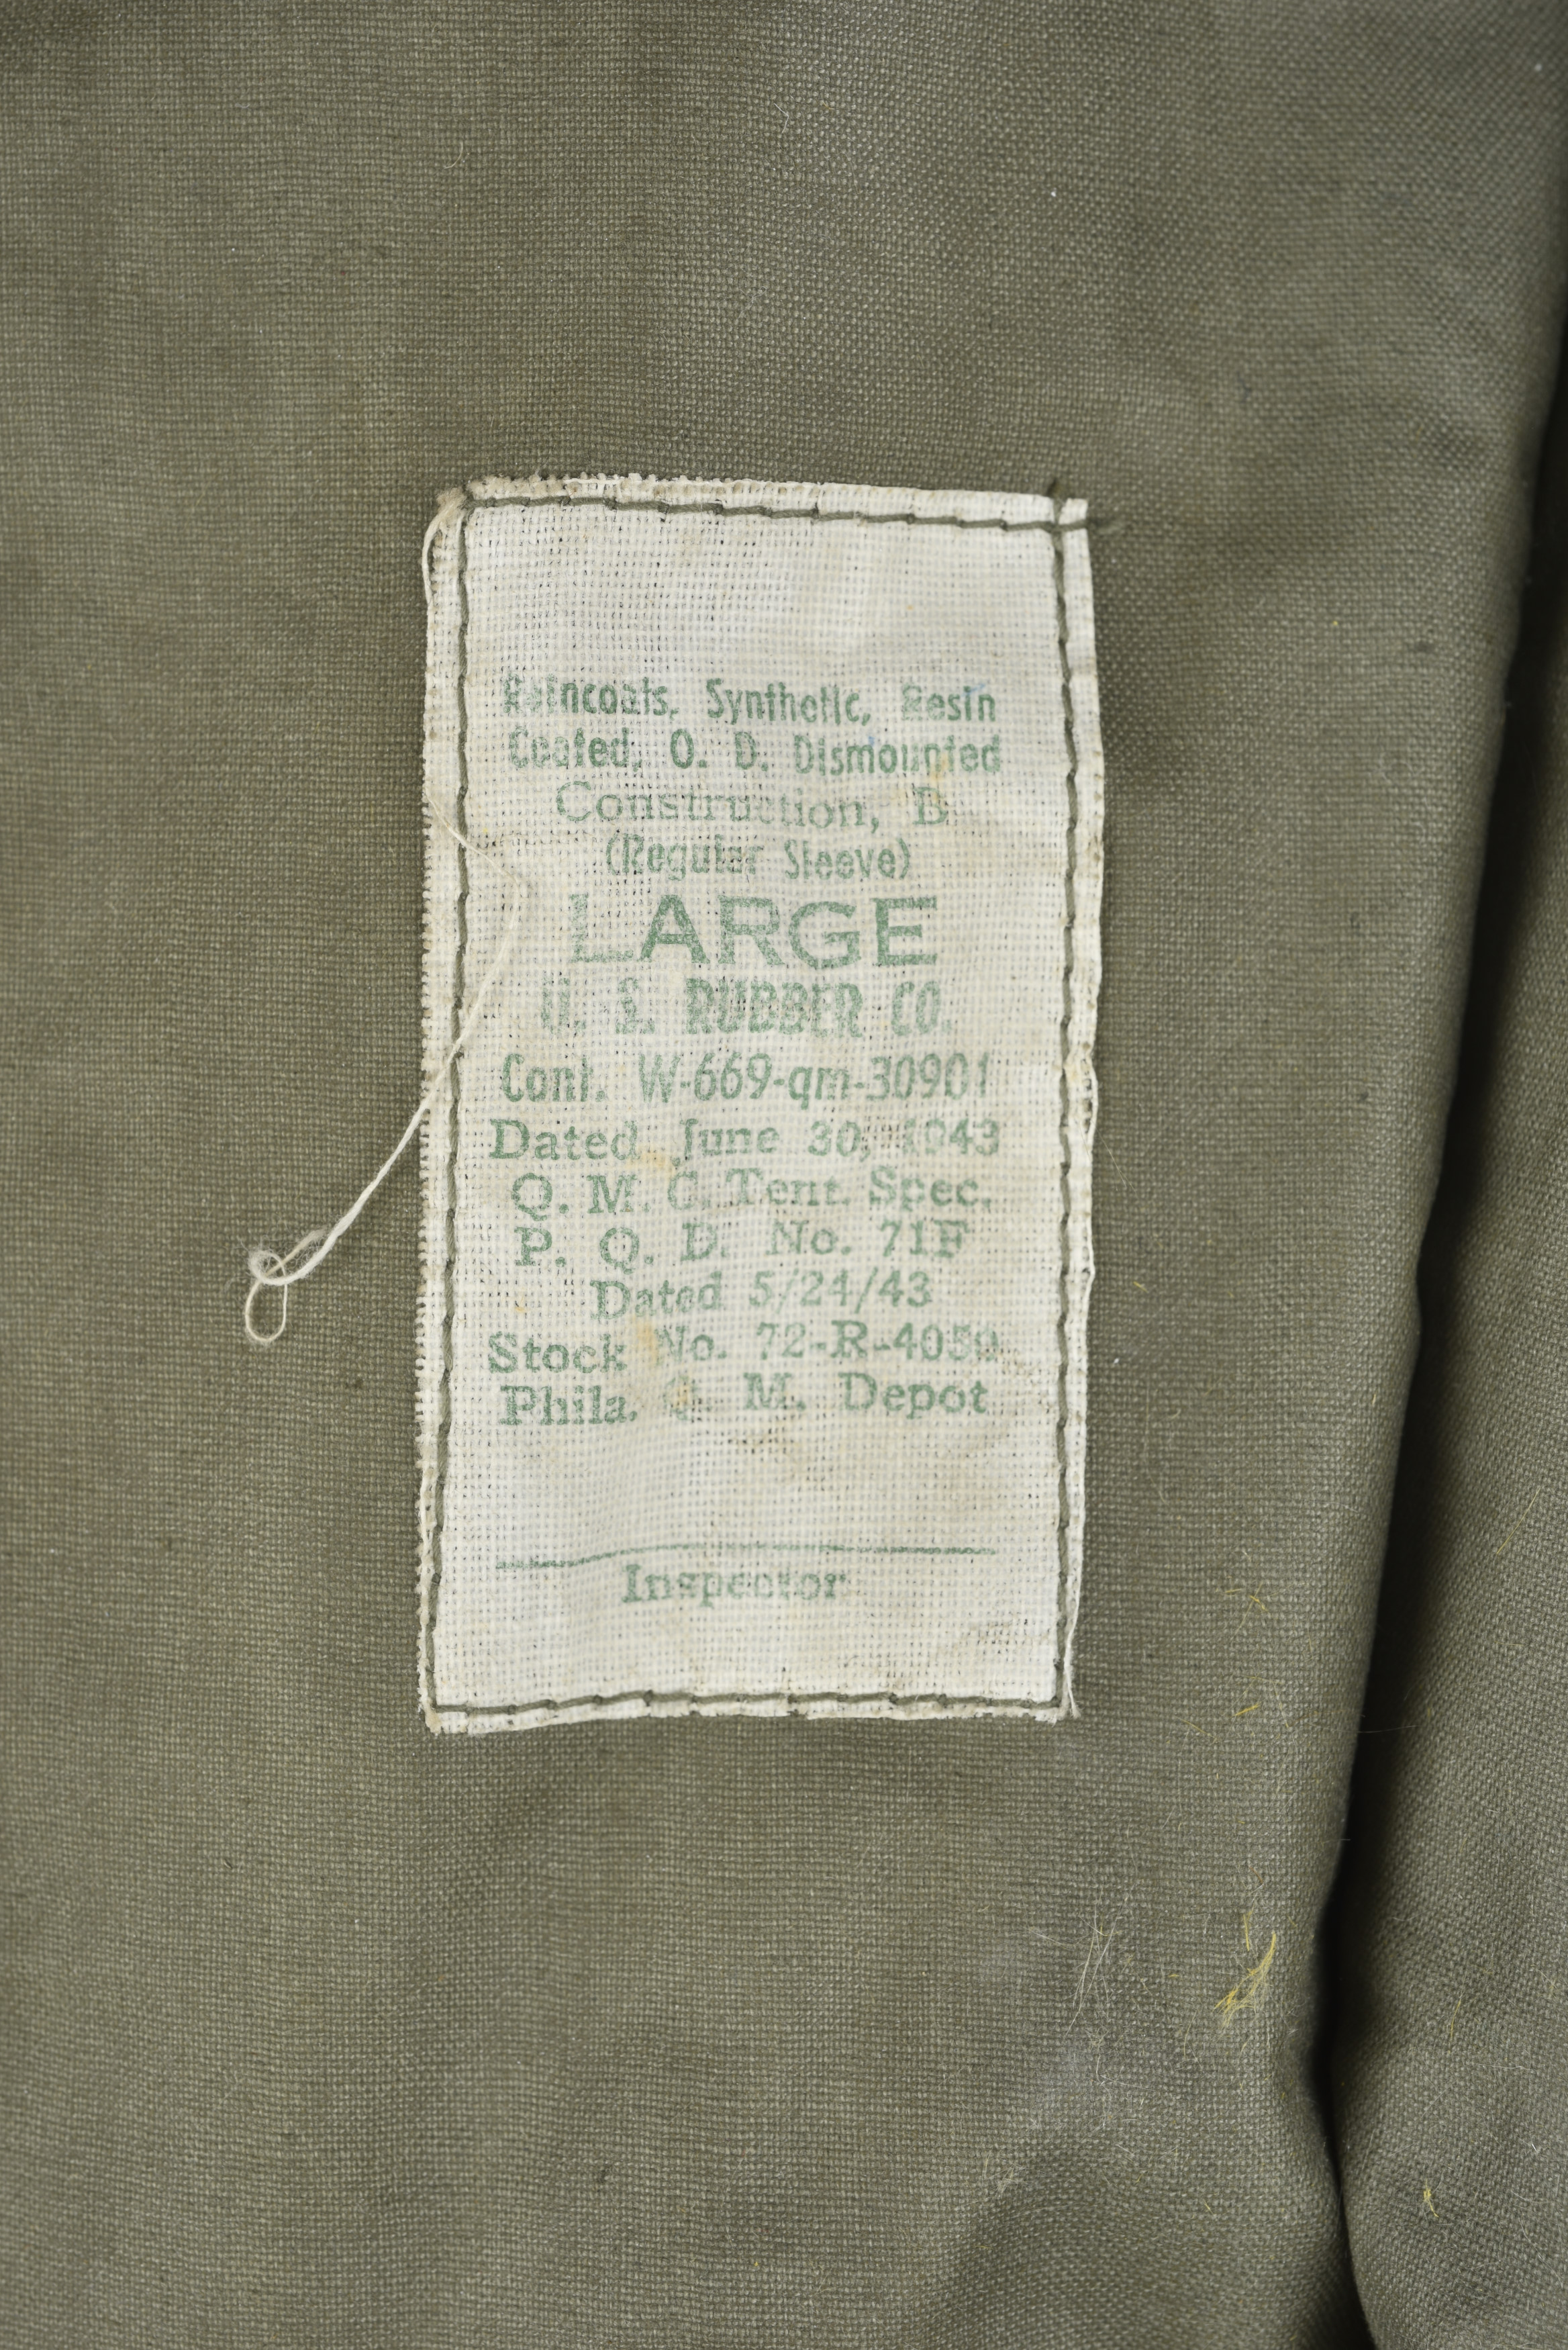 Raincoats, Synthetic, Resin
Coated, O. D. Dismounted
Construction, B
(Regular Sleeve)
LARGE
U. S. RUBBER CO.
Cont. W-669-qm-30901
Dated June 30, 1943
Q. M. C. Tent. Spec.
P. Q. D. No. 71F
Dated 5/24/43
Stock No. 72-R-4050
Phila. Q. M. Depot
Inspector